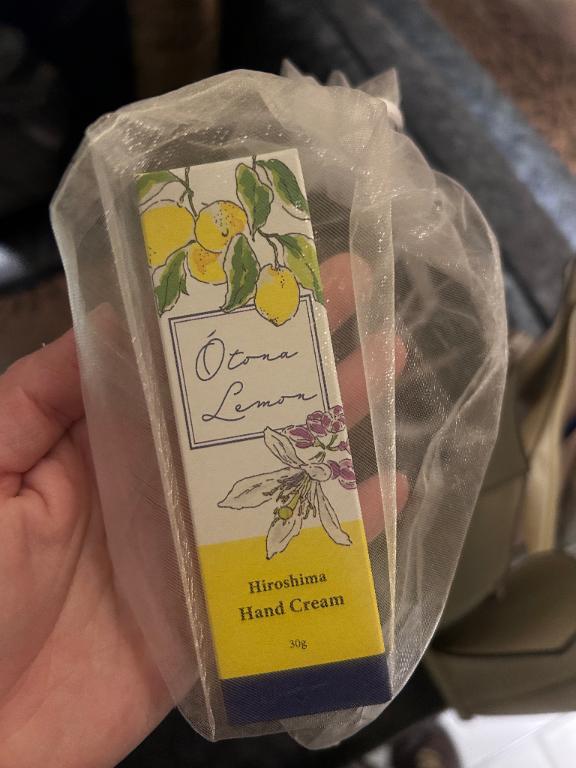 Ótona
Lemon
Hiroshima
Hand Cream
30g